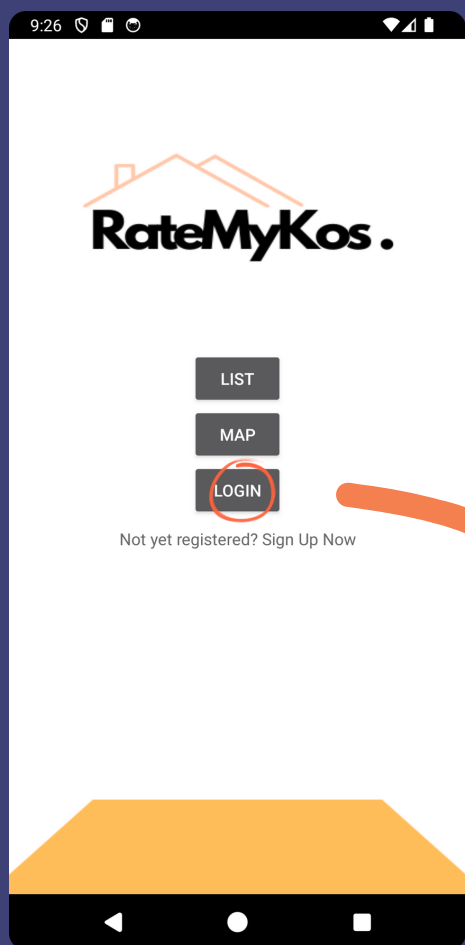 9:26
RateMyKos.
LIST
MAP
LOGIN
Not yet registered? Sign Up Now